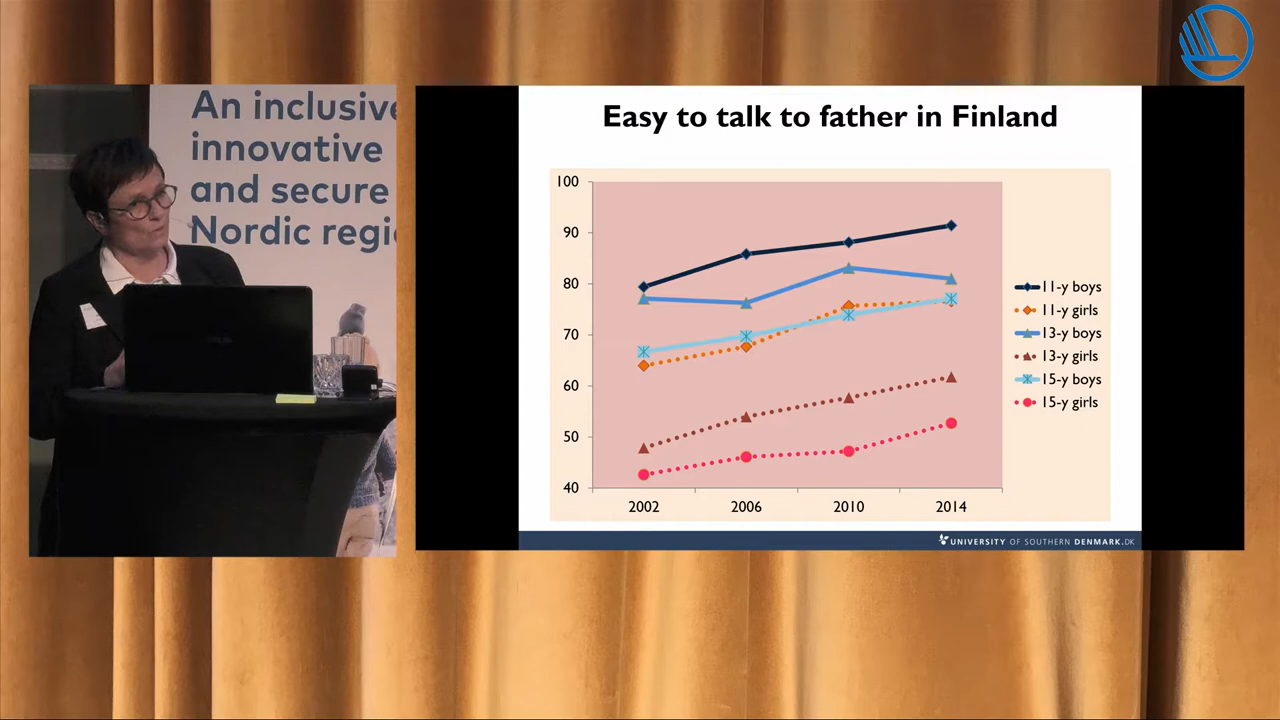 An inclusive
innovative
and secure
Nordic regi
Easy to talk to father in Finland
100
90
80
70
60
50
40
2002
2006
2010
2014
11-y boys
11-y girls
13-y boys
13-y girls
15-y boys
15-y girls
UNIVERSITY OF SOUTHERN DENMARK.DK